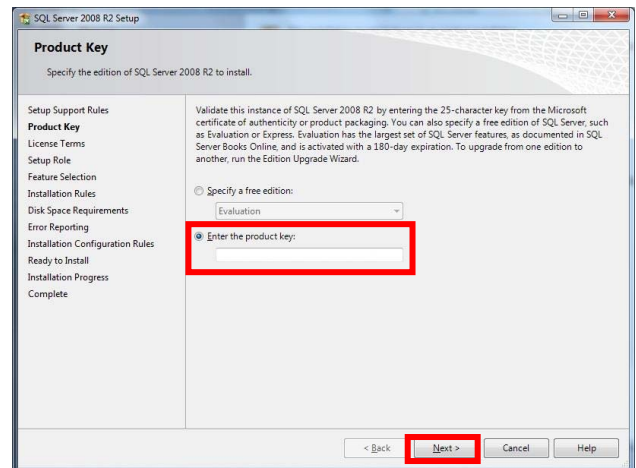 SQL Server 2008 R2 Setup
Product Key
Specify the edition of SQL Server 2008 R2 to install.
Setup Support Rules
Product Key
License Terms
Setup Role
Feature Selection
Installation Rules
Disk Space Requirements
Error Reporting
Installation Configuration Rules
Ready to Install
Installation Progress
Complete
Validate this instance of SQL Server 2008 R2 by entering the 25-character key from the Microsoft
certificate of authenticity or product packaging. You can also specify a free edition of SQL Server, such
as Evaluation or Express. Evaluation has the largest set of SQL Server features, as documented in SQL
Server Books Online, and is activated with a 180-day expiration. To upgrade from one edition to
another, run the Edition Upgrade Wizard.
Specify a free edition:
Evaluation
Enter the product key:
< Back
Next >
Cancel
Help